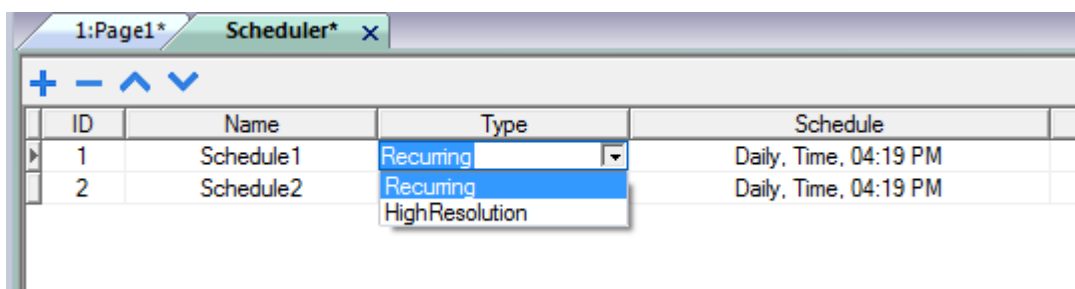 1:Page1* Scheduler* x
ID Name Type Schedule
1 Schedule1 Recurring Daily, Time, 04:19 PM
2 Schedule2 Recurring Daily, Time, 04:19 PM
HighResolution